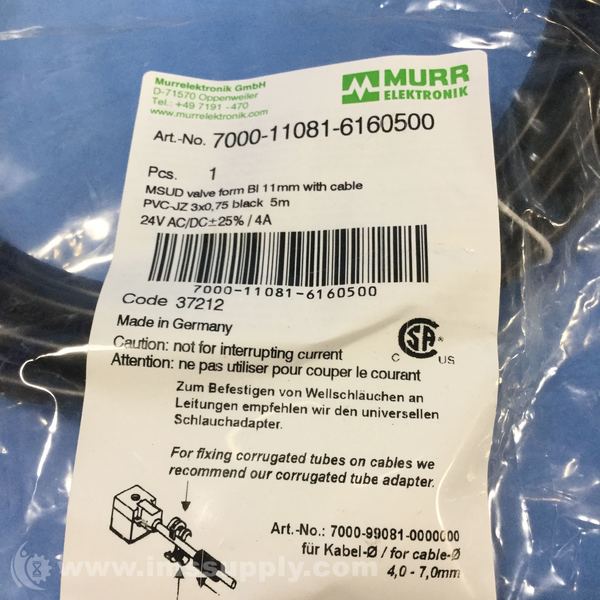 Murrelektronik GmbH
D-71570 Oppenweiler
Tel.: +49 7191 -470
www.murrelektronik.com
MURR
ELEKTRONIK
Art.-No. 7000-11081-6160500
Pcs. 1
MSUD valve form BI 11mm with cable
PVC-JZ 3x0,75 black 5m
24V AC/DC±25% / 4A
7000-11081-6160500
Code 37212
Made in Germany
Caution: not for interrupting current
Attention: ne pas utiliser pour couper le courant
C SA ® US
Zum Befestigen von Wellschläuchen an
Leitungen empfehlen wir den universellen
Schlauchadapter.
For fixing corrugated tubes on cables we
recommend our corrugated tube adapter.
Art.-No.: 7000-99081-0000000
für Kabel-Ø / for cable-Ø
4,0 - 7,0mm
www.imssupply.com